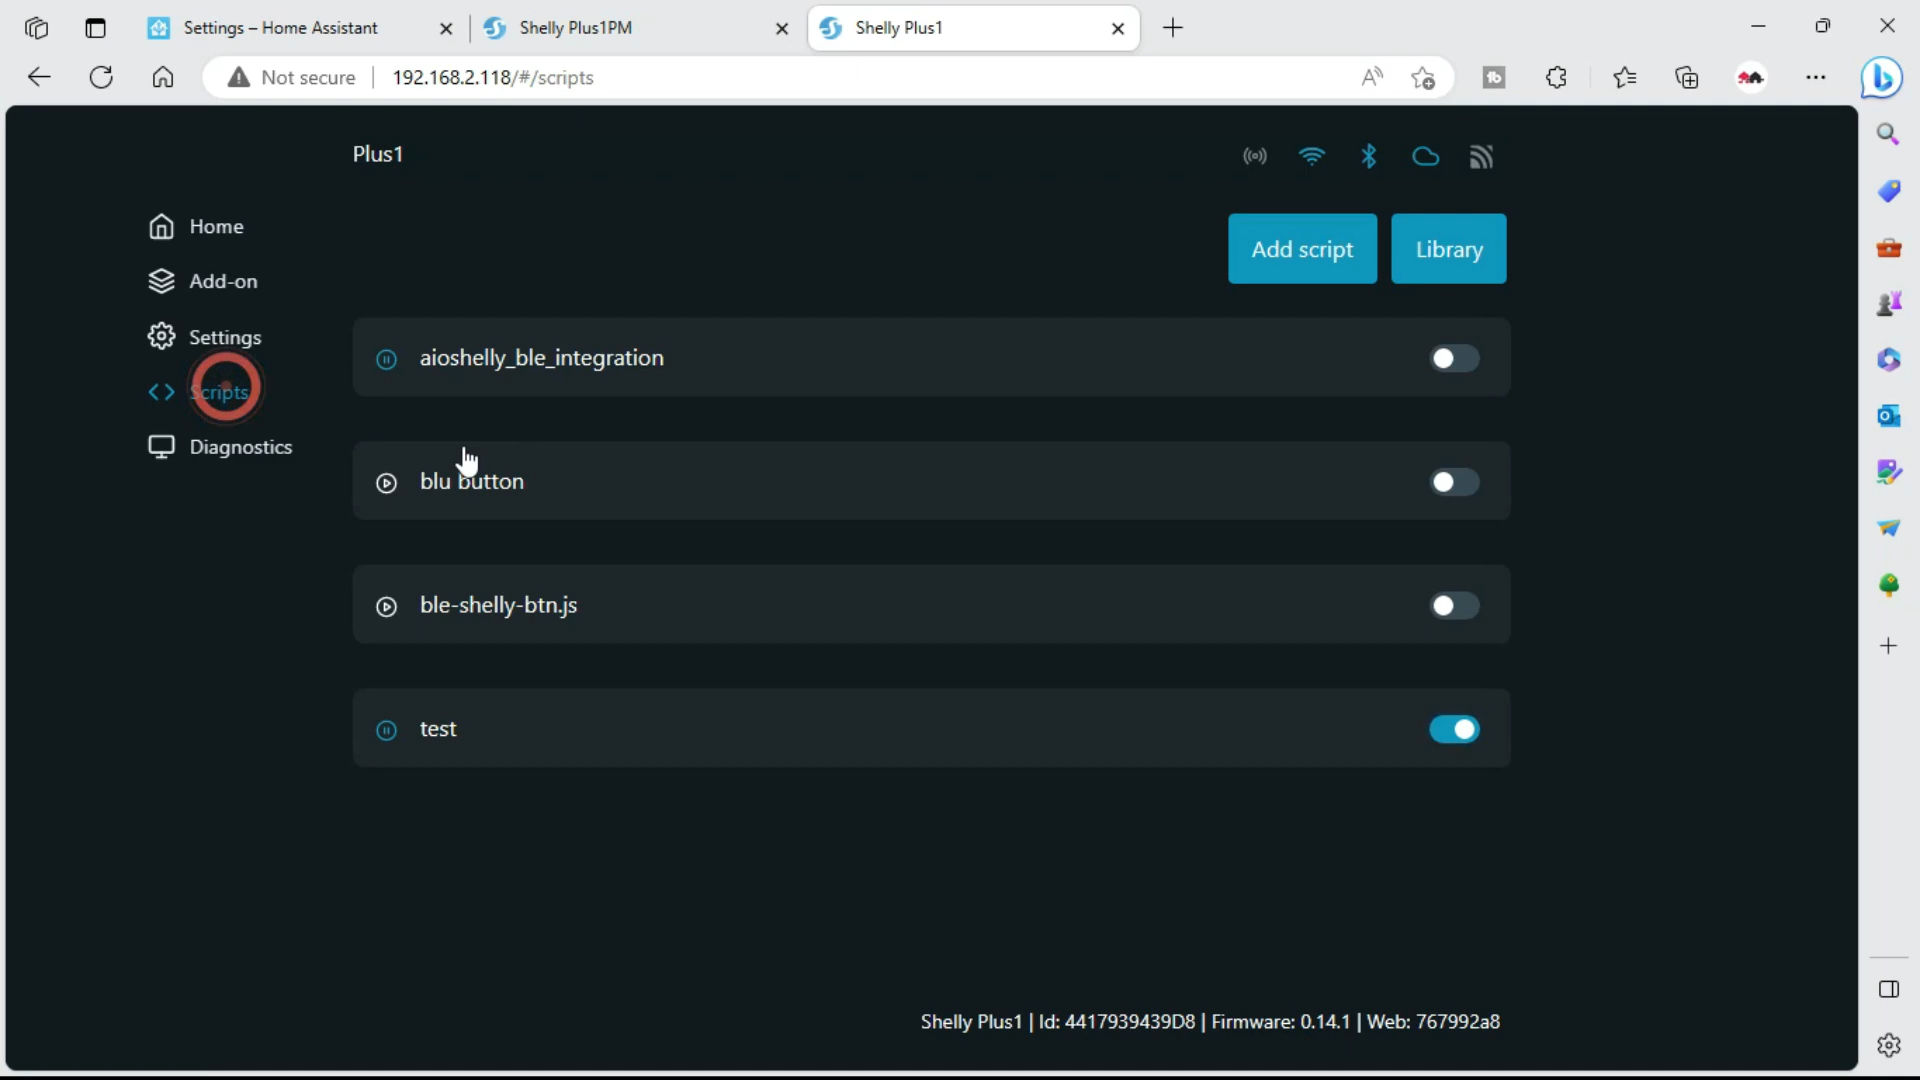 Settings – Home Assistant
Shelly Plus1PM
Shelly Plus1
Not secure
192.168.2.118/#/scripts
Plus1
Home
Add-on
Settings
Scripts
Diagnostics
Add script
Library
aioshelly_ble_integration
blu button
ble-shelly-btn.js
test
Shelly Plus1 | Id: 4417939439D8 | Firmware: 0.14.1 | Web: 767992a8